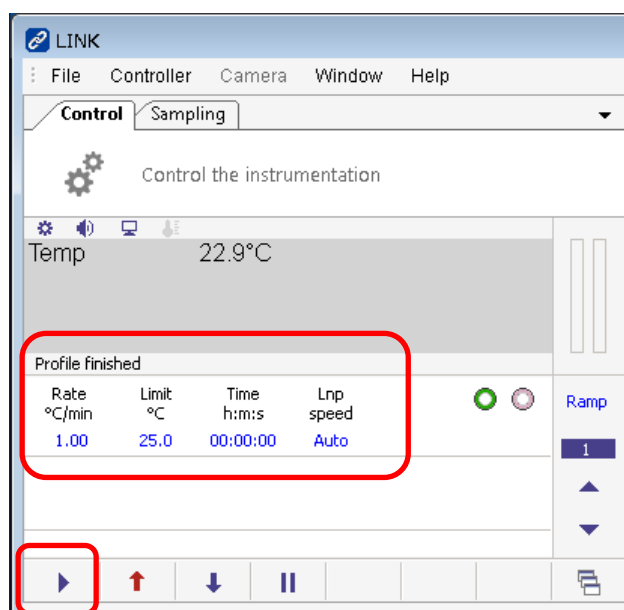 LINK
File Controller Camera Window Help
Control Sampling
Control the instrumentation
Temp 22.9°C
Profile finished
Rate Limit Time Lnp
°C/min °C h:m:s speed
Ramp
1.00 25.0 00:00:00 Auto
1